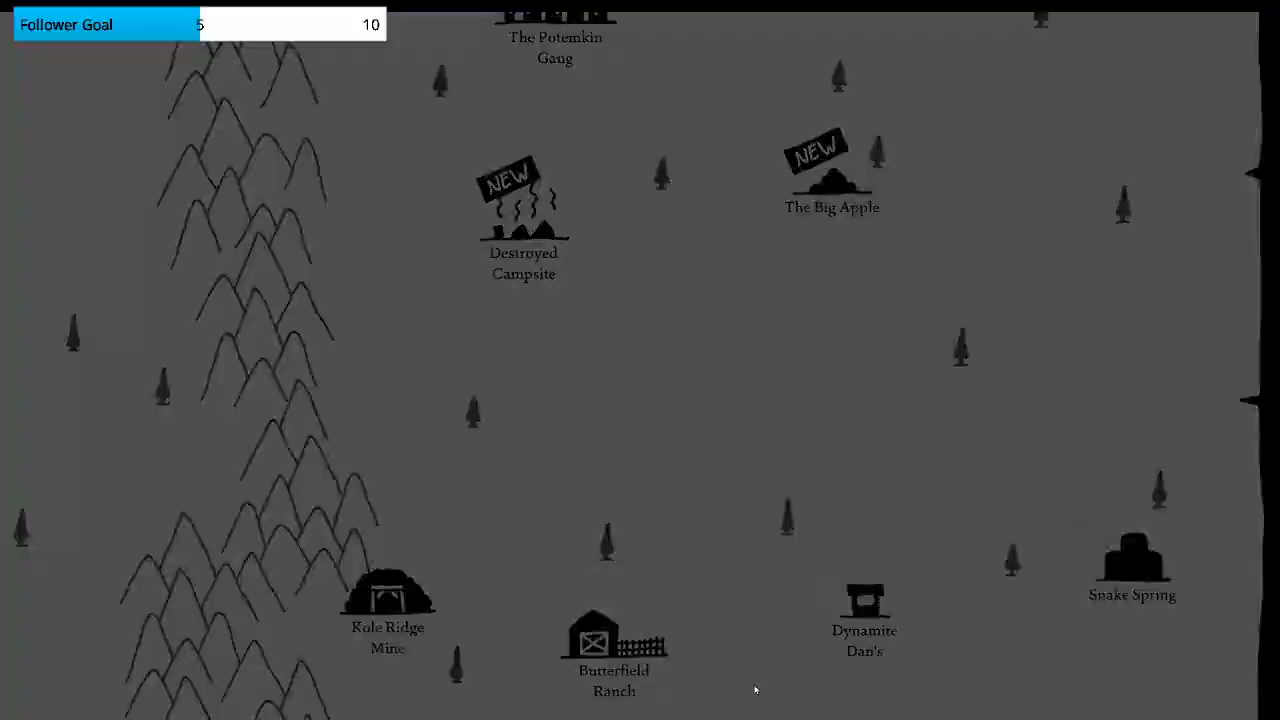 Follower Goal 5 10
The Potemkin
Gang
NEW
NEW
The Big Apple
Destroyed
Campsite
Snake Spring
Kole Ridge
Mine
Dynamite
Dan's
Butterfield
Ranch